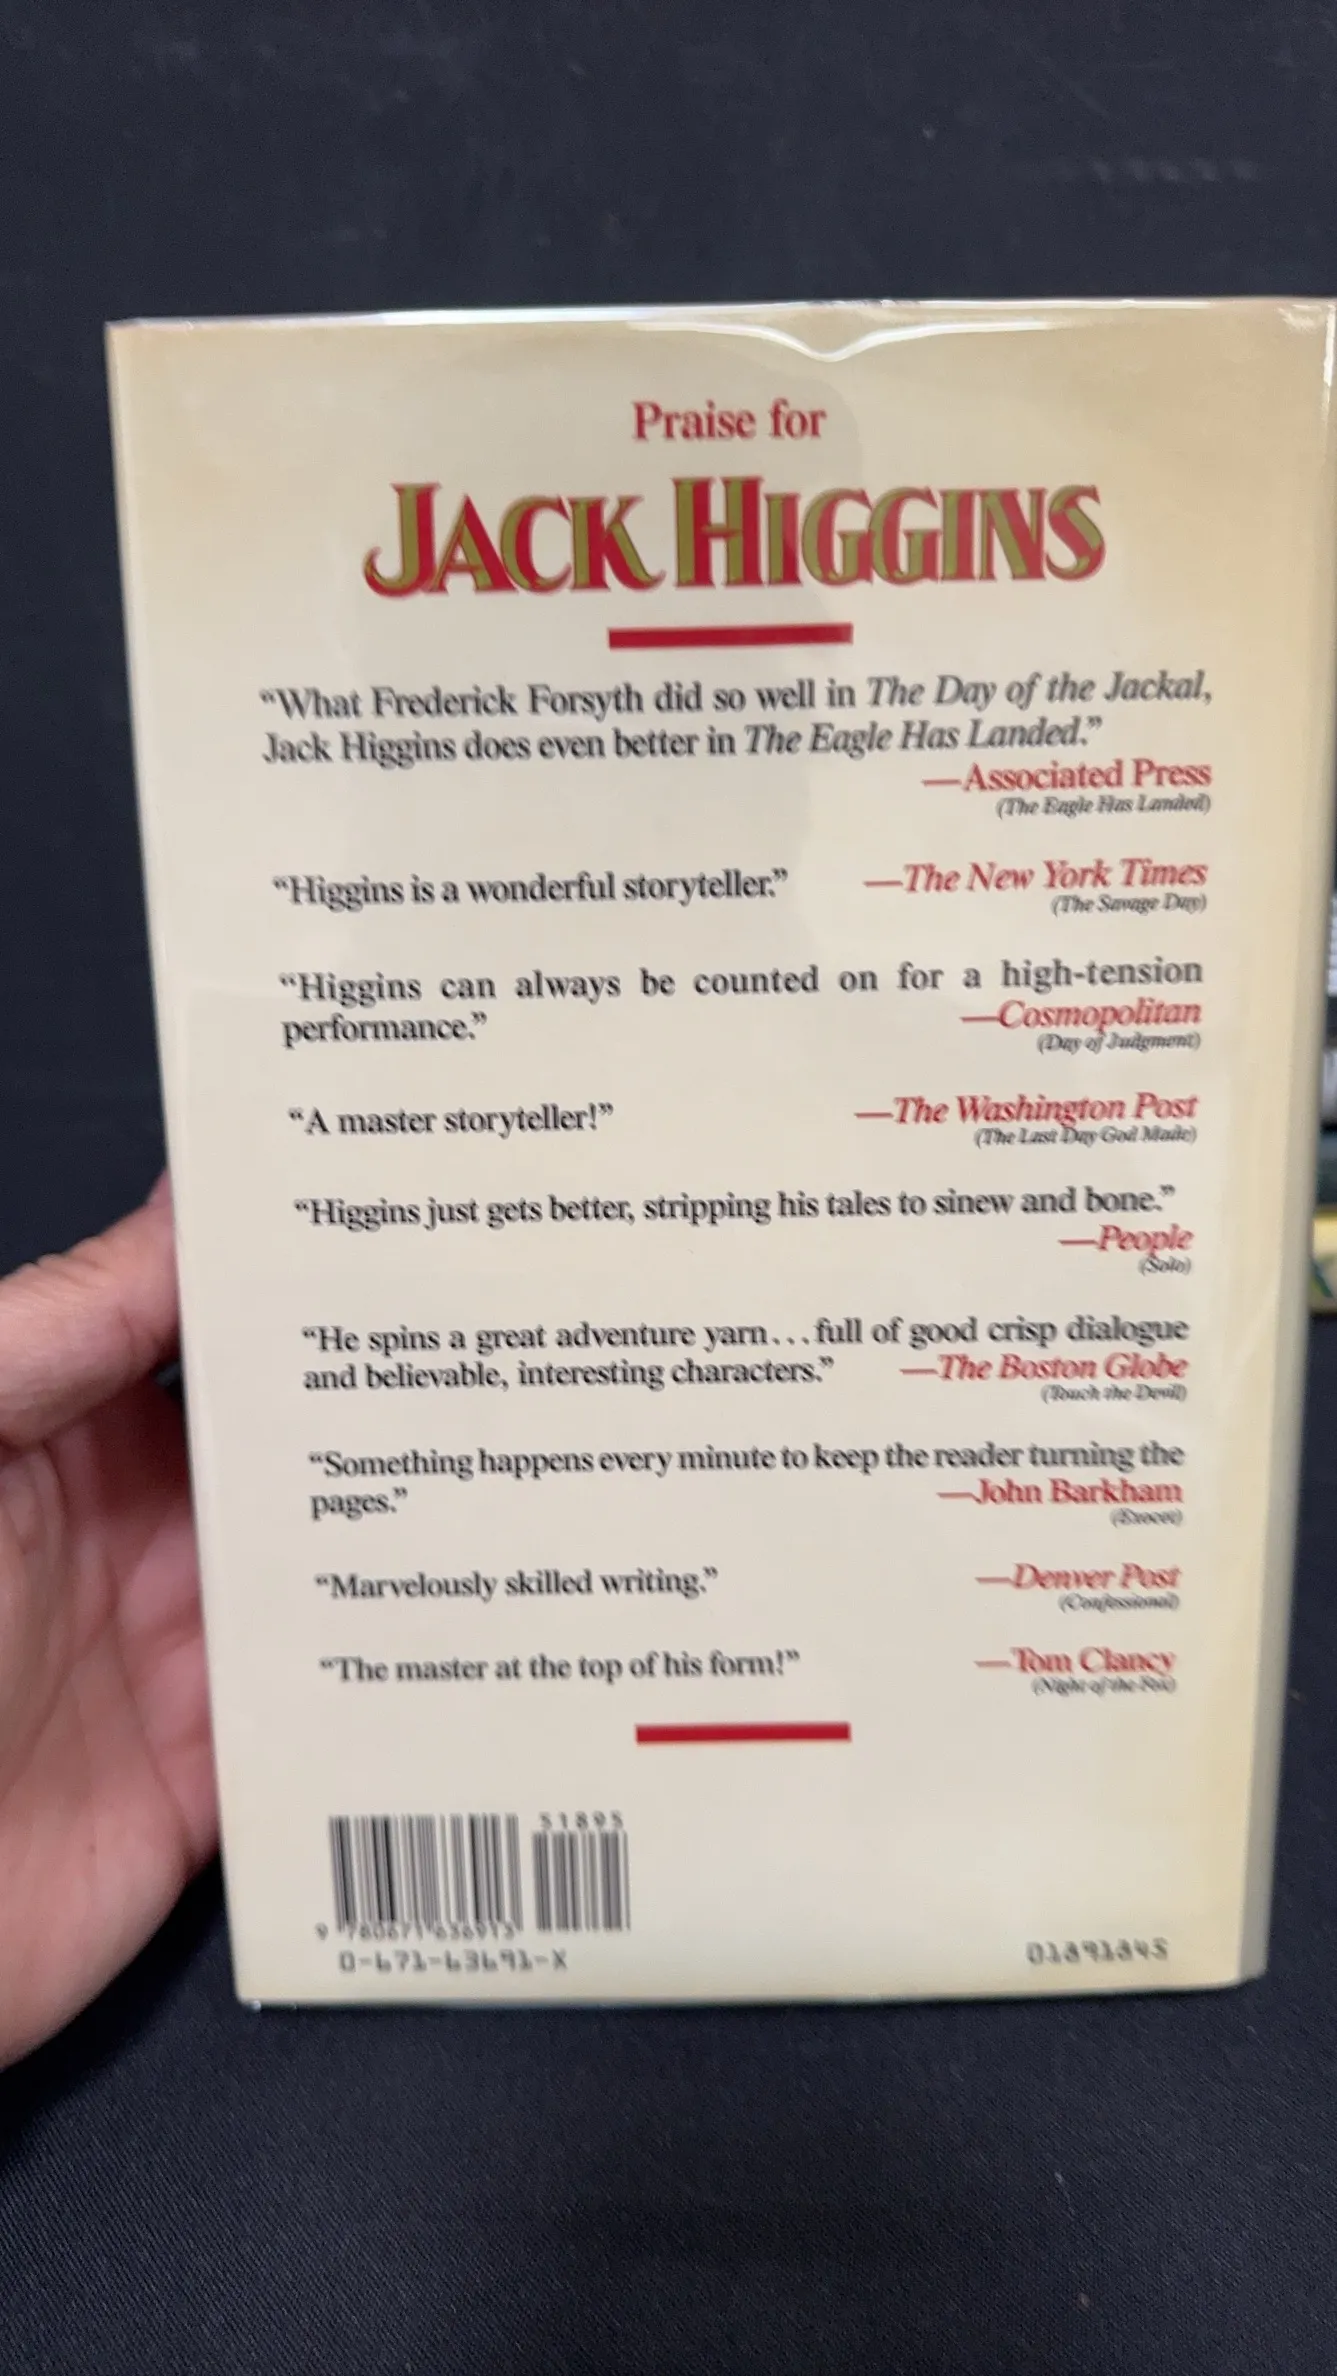 Praise for
JACK HIGGINS
“What Frederick Forsyth did so well in The Day of the Jackal,
Jack Higgins does even better in The Eagle Has Landed.”
—Associated Press
(The Eagle Has Landed)
“Higgins is a wonderful storyteller.” —The New York Times
(The Savage Day)
“Higgins can always be counted on for a high-tension
performance.” —Cosmopolitan
(Day of Judgment)
“A master storyteller!” —The Washington Post
(The Last Day God Made)
“Higgins just gets better, stripping his tales to sinew and bone.”
—People
(Solo)
“He spins a great adventure yarn...full of good crisp dialogue
and believable, interesting characters.” —The Boston Globe
(Touch the Devil)
“Something happens every minute to keep the reader turning the
pages.” —John Barkham
(Exocet)
“Marvelously skilled writing.” —Denver Post
(Confessional)
“The master at the top of his form!” —Tom Clancy
(Night of the Fox)
51895
9 780671 636913
0-671-63691-X
01891845